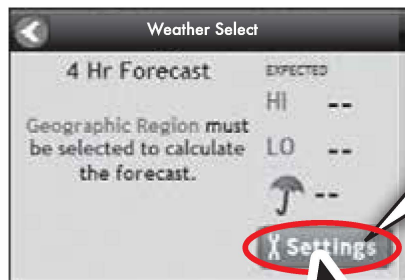 Weather Select
4 Hr Forecast
EXPECTED
HI --
Geographic Region must
be selected to calculate
the forecast.
LO --
--
Settings